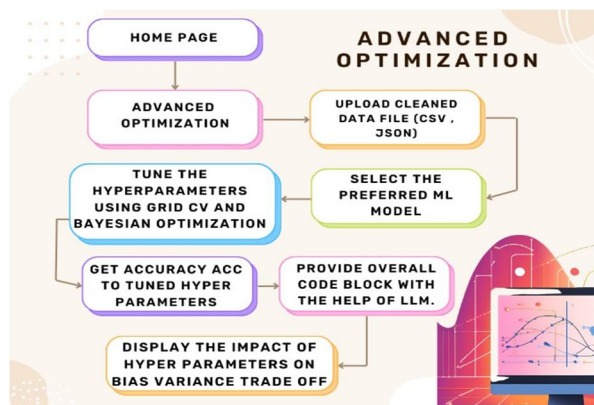 HOME PAGE
ADVANCED
OPTIMIZATION
ADVANCED
OPTIMIZATION
UPLOAD CLEANED
DATA FILE (CSV ,
JSON)
SELECT THE
PREFERRED ML
MODEL
TUNE THE
HYPERPARAMETERS
USING GRID CV AND
BAYESIAN OPTIMIZATION
GET ACCURACY ACC
TO TUNED HYPER
PARAMETERS
PROVIDE OVERALL
CODE BLOCK WITH
THE HELP OF LLM.
DISPLAY THE IMPACT OF
HYPER PARAMETERS ON
BIAS VARIANCE TRADE OFF